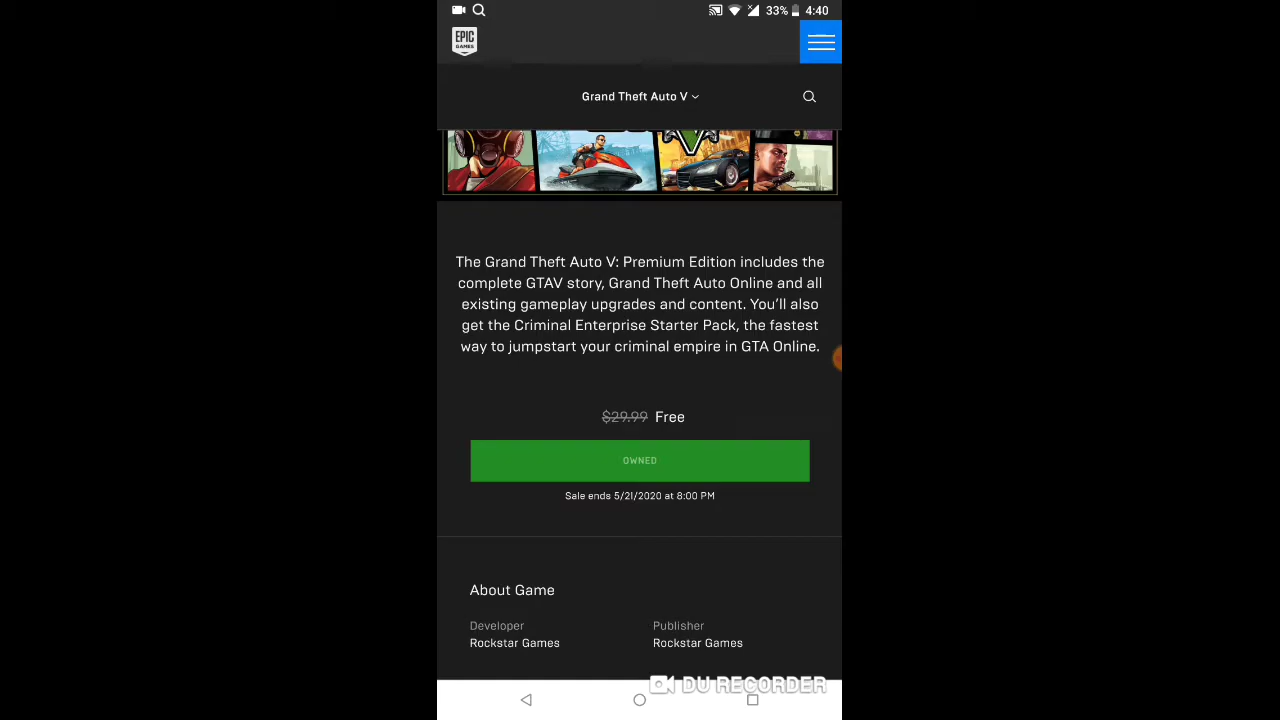 33% 4:40
EPIC
GAMES
Grand Theft Auto V
The Grand Theft Auto V: Premium Edition includes the
complete GTAV story, Grand Theft Auto Online and all
existing gameplay upgrades and content. You’ll also
get the Criminal Enterprise Starter Pack, the fastest
way to jumpstart your criminal empire in GTA Online.
$29.99 Free
OWNED
Sale ends 5/21/2020 at 8:00 PM
About Game
Developer Publisher
Rockstar Games Rockstar Games
DU RECORDER